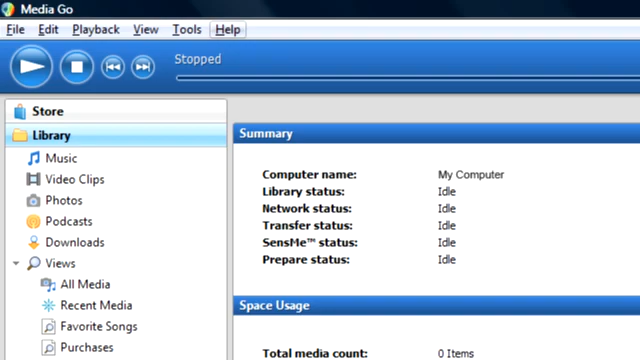 Media Go
File Edit Playback View Tools Help
Stopped
Store
Library
Music
Video Clips
Photos
Podcasts
Downloads
Views
All Media
Recent Media
Favorite Songs
Purchases
Summary
Computer name: My Computer
Library status: Idle
Network status: Idle
Transfer status: Idle
SensMe™ status: Idle
Prepare status: Idle
Space Usage
Total media count: 0 Items